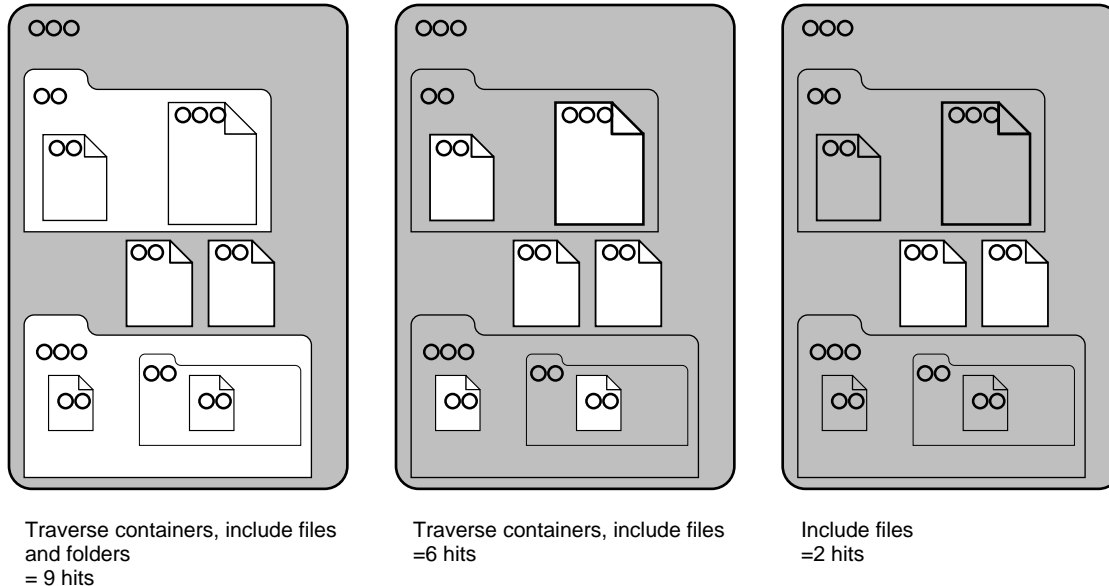 Traverse containers, include files
and folders
= 9 hits
Traverse containers, include files
=6 hits
Include files
=2 hits